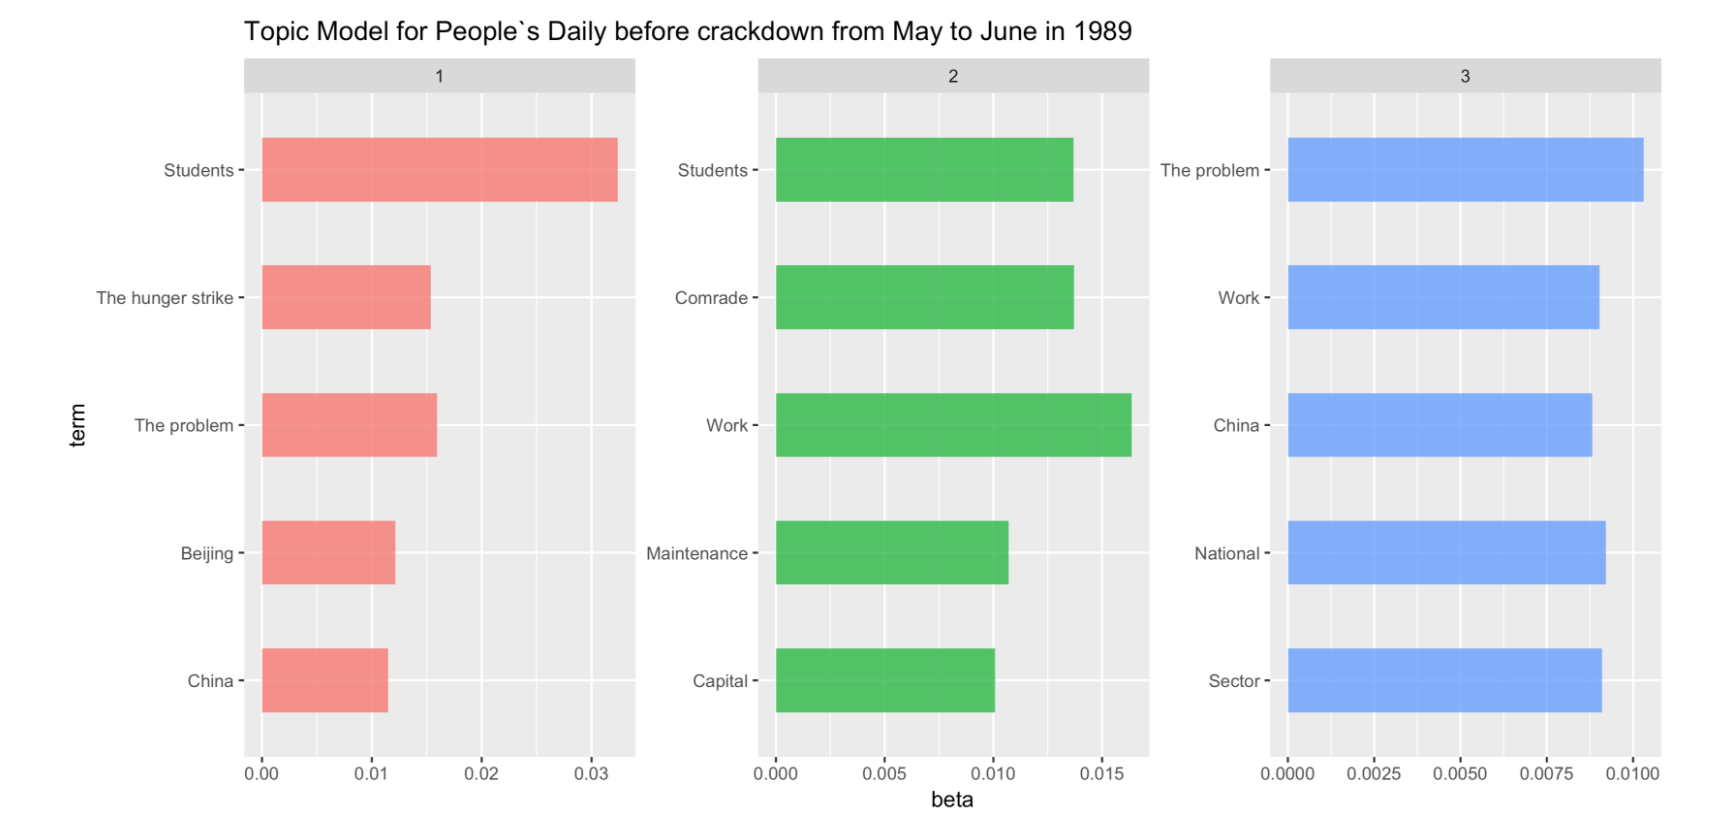 Topic Model for People`s Daily before crackdown from May to June in 1989
1
2
3
term
Students
The hunger strike
The problem
Beijing
China
0.00 0.01 0.02 0.03
Students
Comrade
Work
Maintenance
Capital
0.000 0.005 0.010 0.015
The problem
Work
China
National
Sector
0.0000 0.0025 0.0050 0.0075 0.0100
beta